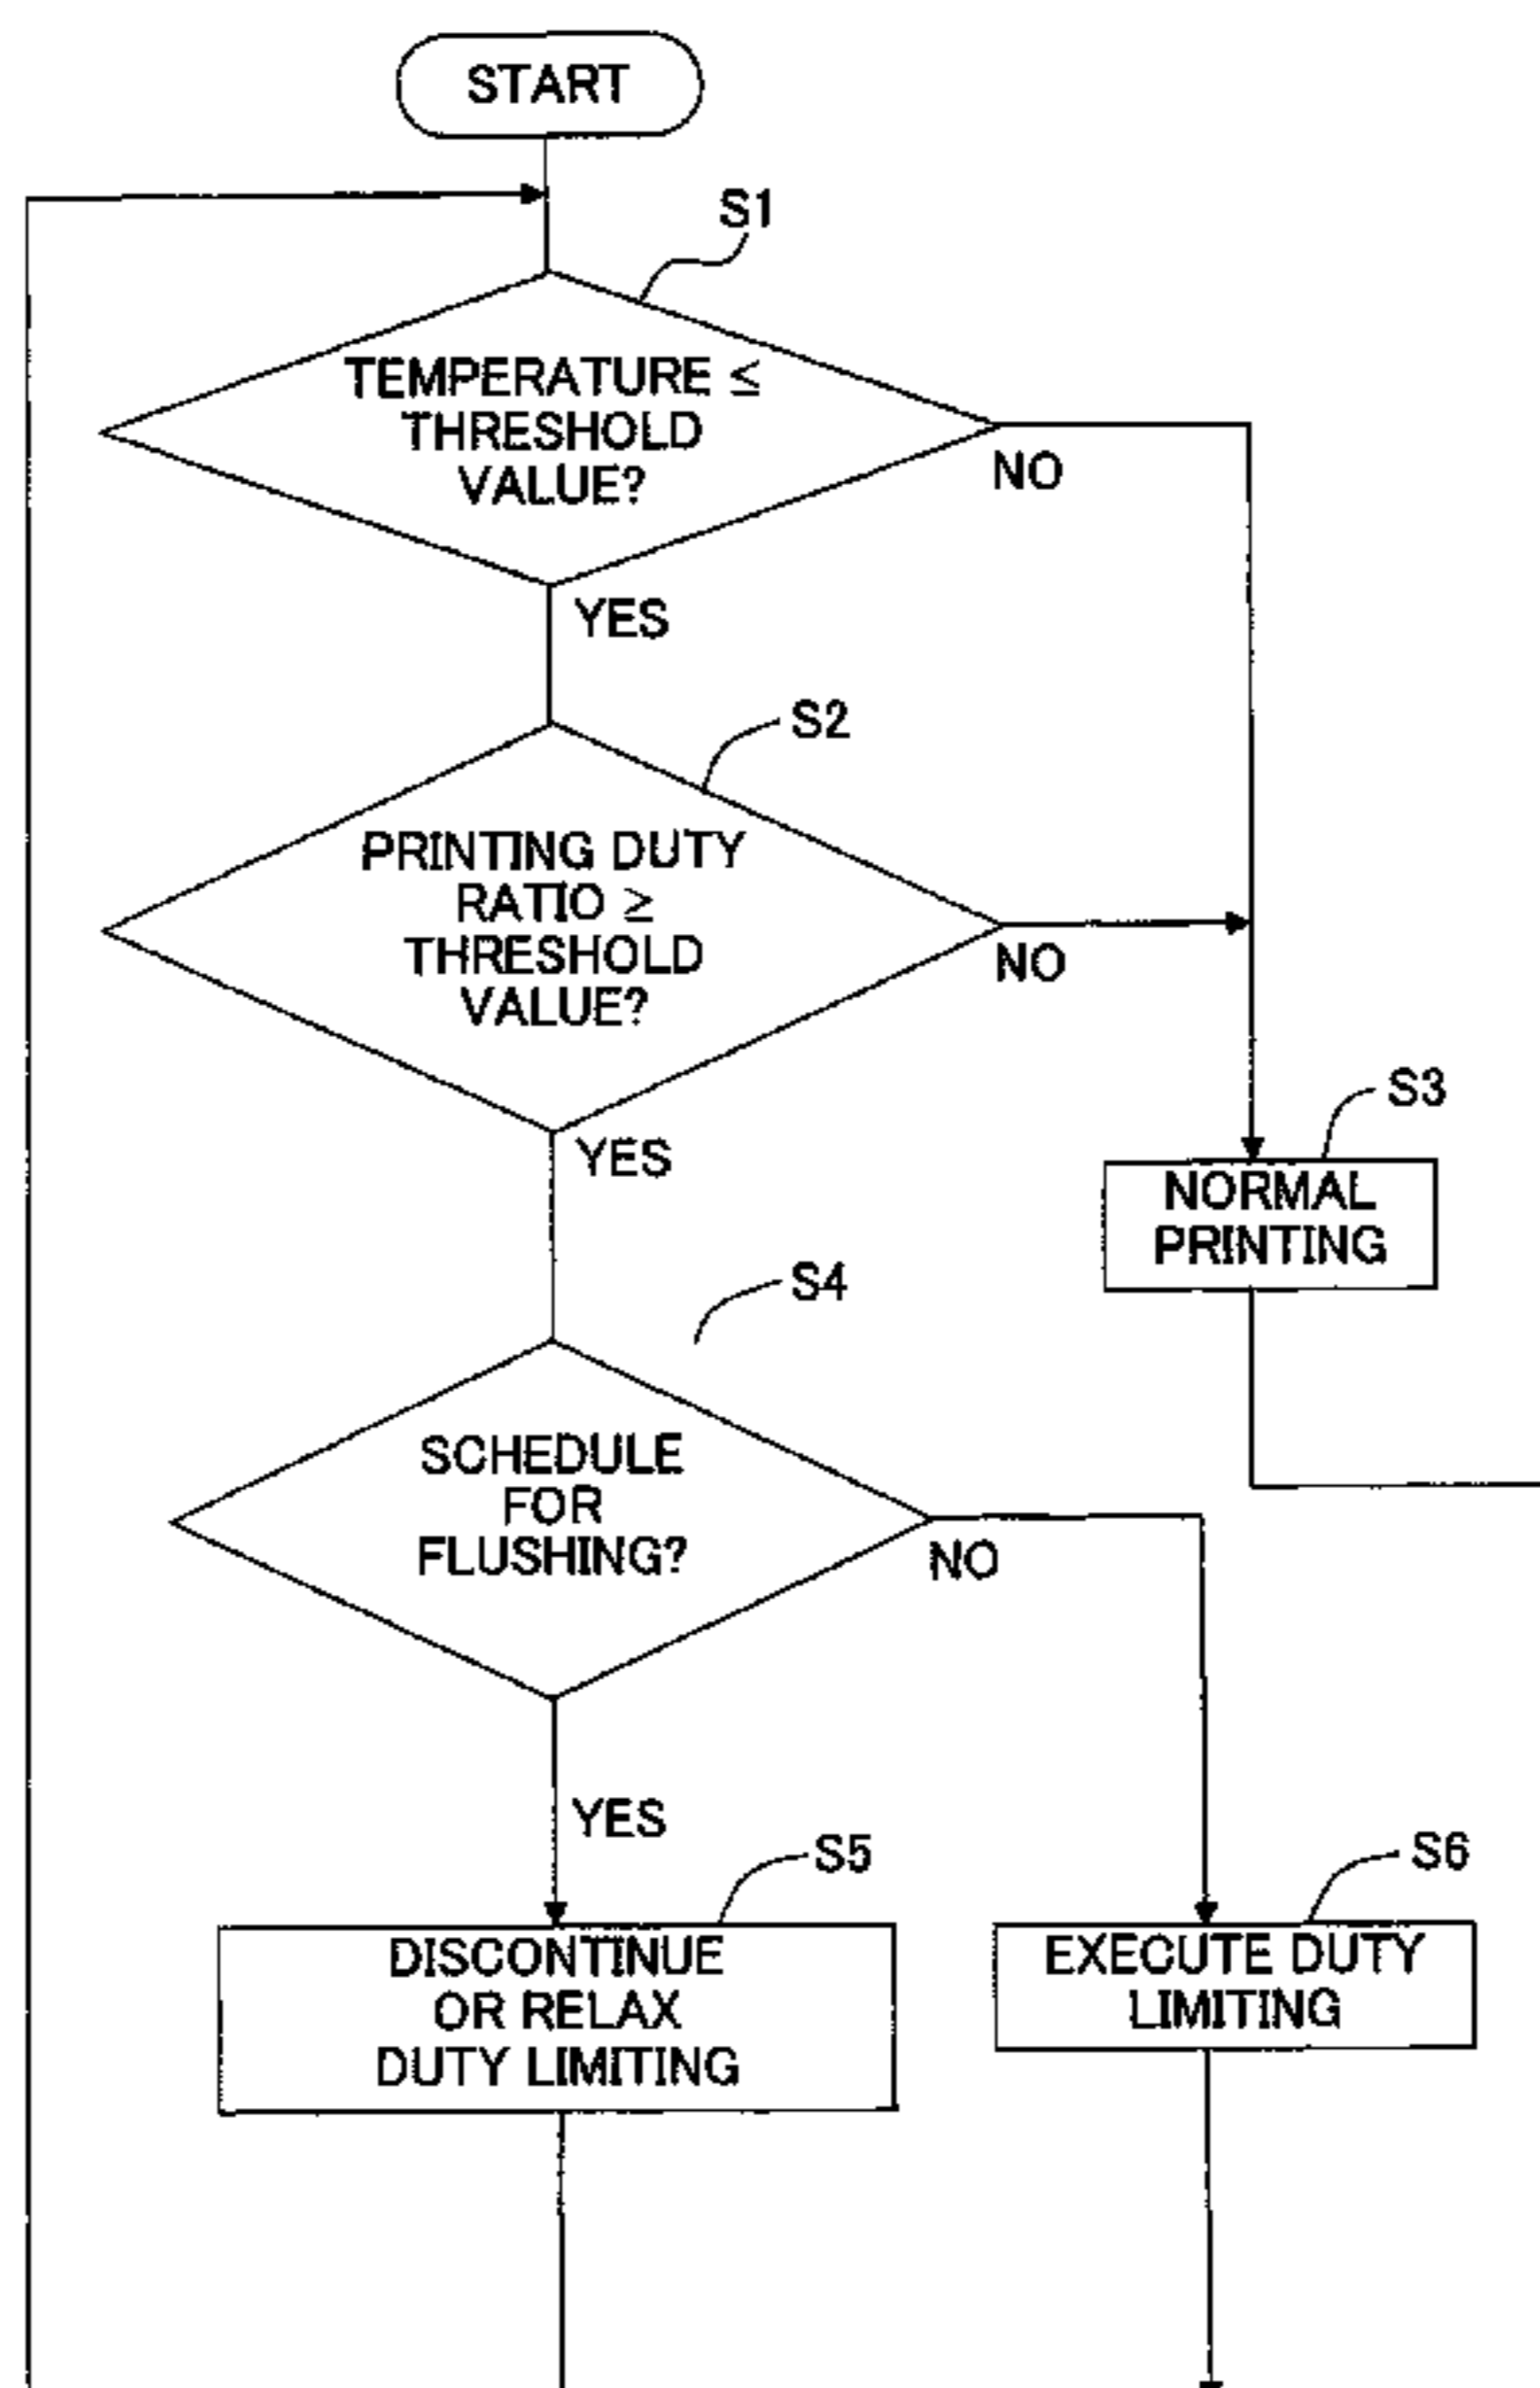 START
S1
TEMPERATURE ≤
THRESHOLD
VALUE?
NO
YES
S2
PRINTING DUTY
RATIO ≥
THRESHOLD
VALUE?
NO
YES
S3
NORMAL
PRINTING
S4
SCHEDULE
FOR
FLUSHING?
NO
YES
S5
DISCONTINUE
OR RELAX
DUTY LIMITING
S6
EXECUTE DUTY
LIMITING